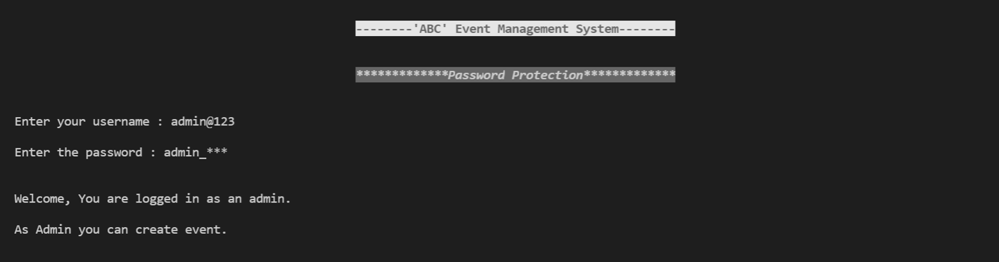 --------'ABC' Event Management System--------
*************Password Protection*************
Enter your username : admin@123
Enter the password : admin_***
Welcome, You are logged in as an admin.
As Admin you can create event.